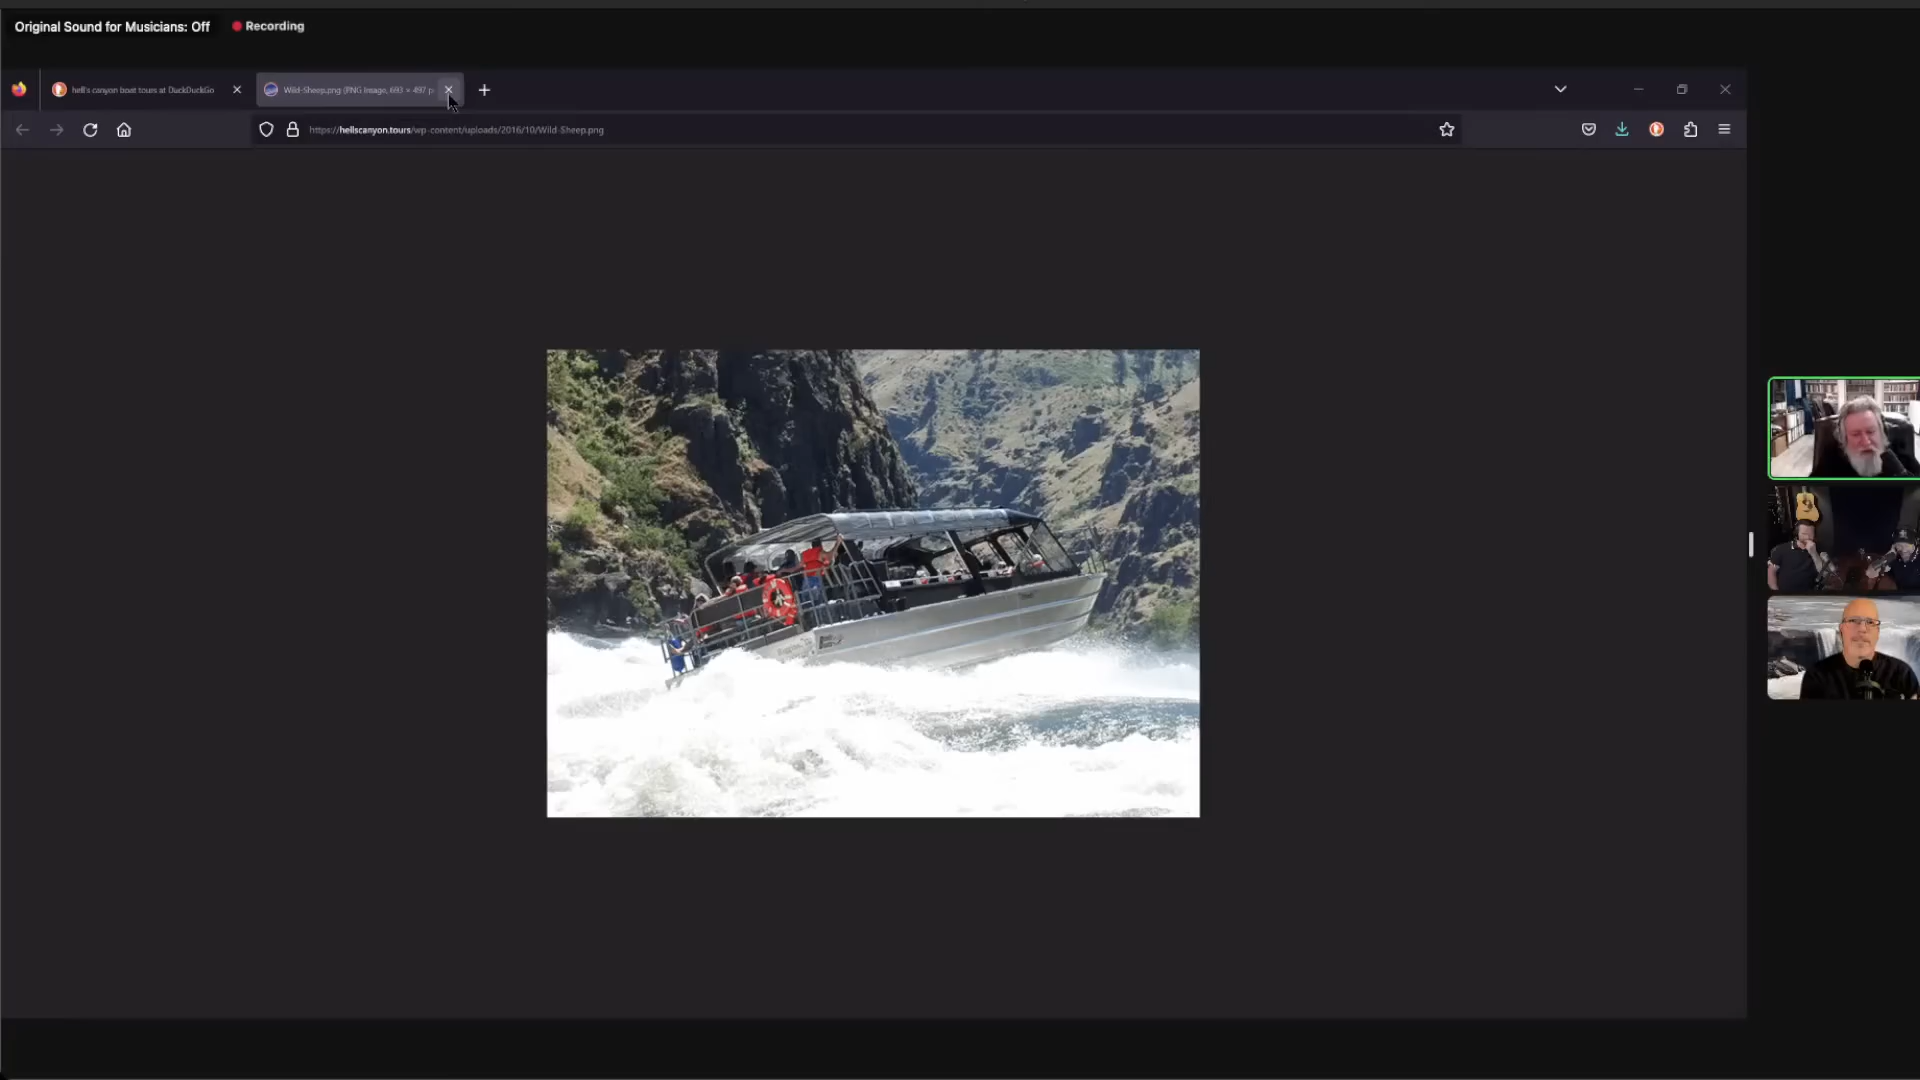 Original Sound for Musicians: Off
Recording
hell's canyon boat tours at DuckDuckGo
Wild-Sheep.png (PNG Image, 693 × 497 p
https://hellscanyon.tours/wp-content/uploads/2016/10/Wild-Sheep.png